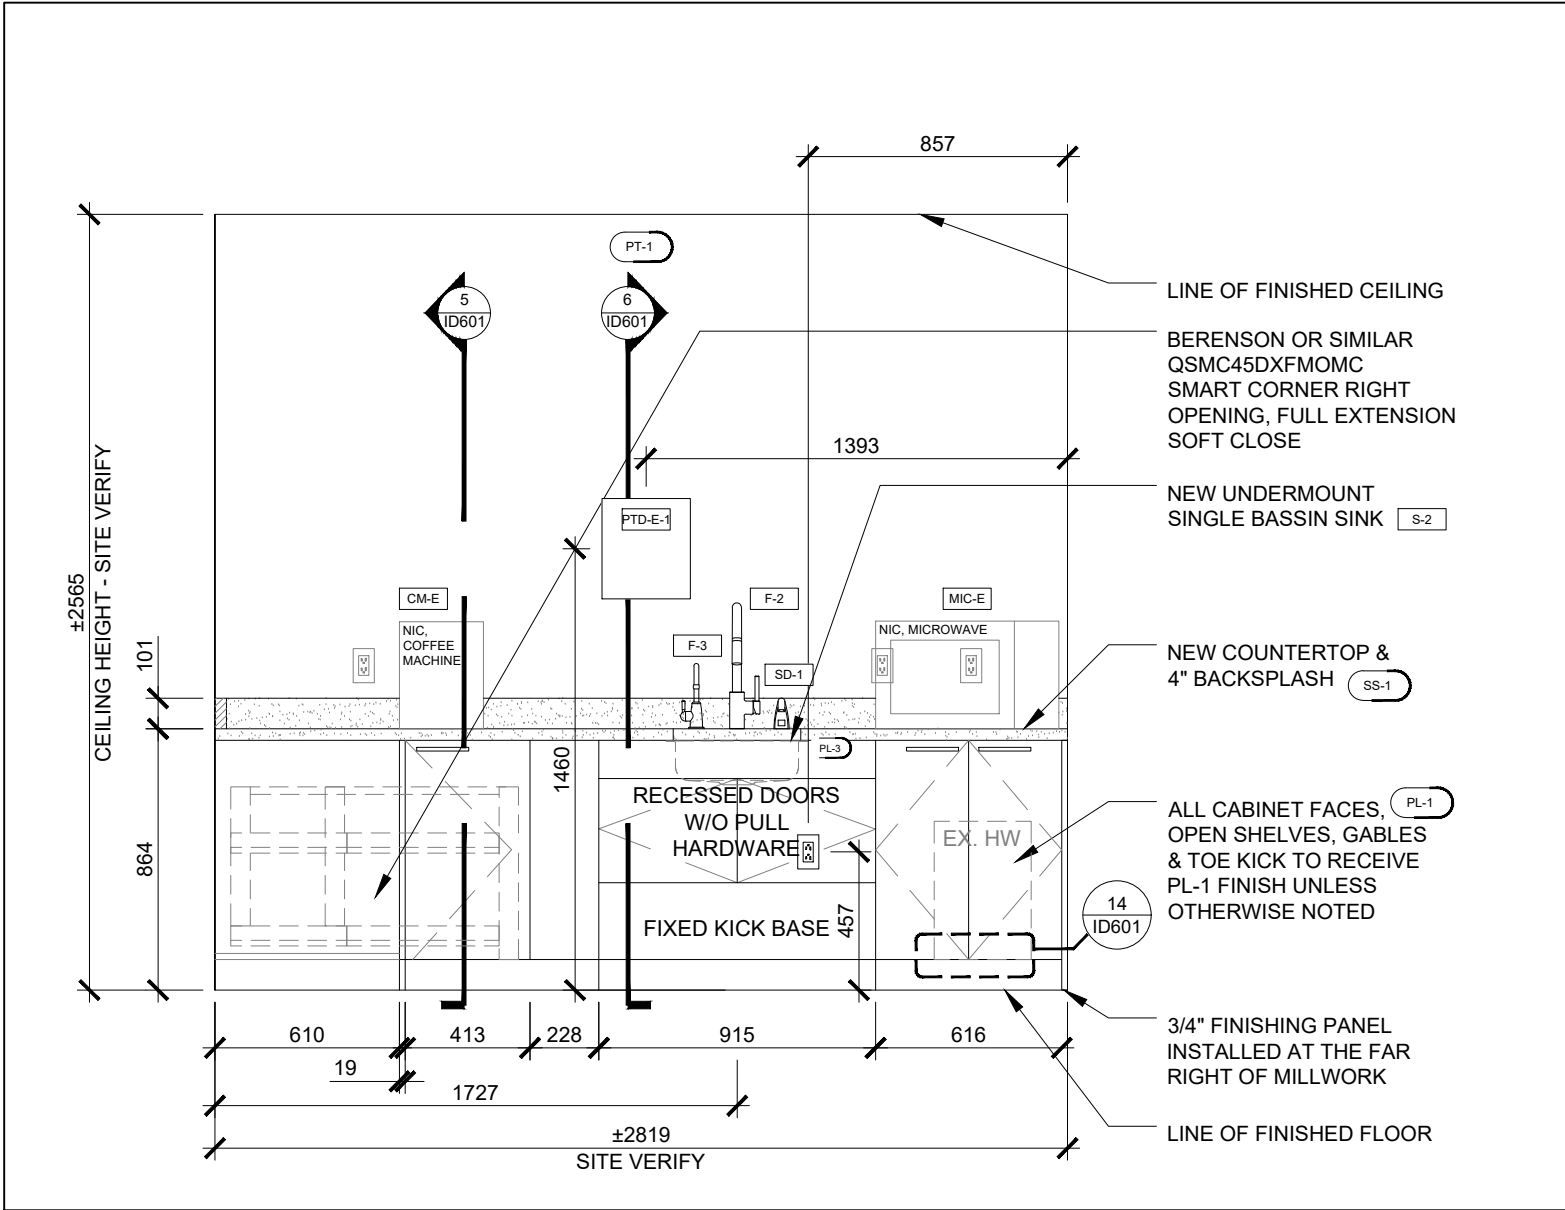 857
PT-1
5
ID601
6
ID601
LINE OF FINISHED CEILING
BERENSON OR SIMILAR
QSMC45DXFMOMC
SMART CORNER RIGHT
OPENING, FULL EXTENSION
SOFT CLOSE
1393
NEW UNDERMOUNT
SINGLE BASSIN SINK
S-2
PTD-E-1
±2565
CEILING HEIGHT - SITE VERIFY
CM-E
NIC,
COFFEE
MACHINE
F-2
F-3
SD-1
MIC-E
NIC, MICROWAVE
101
NEW COUNTERTOP &
4" BACKSPLASH
SS-1
PL-3
1460
864
RECESSED DOORS
W/O PULL
HARDWARE
EX. HW
PL-1
ALL CABINET FACES,
OPEN SHELVES, GABLES
& TOE KICK TO RECEIVE
PL-1 FINISH UNLESS
OTHERWISE NOTED
FIXED KICK BASE
457
14
ID601
610
413
228
915
616
19
1727
±2819
SITE VERIFY
3/4" FINISHING PANEL
INSTALLED AT THE FAR
RIGHT OF MILLWORK
LINE OF FINISHED FLOOR